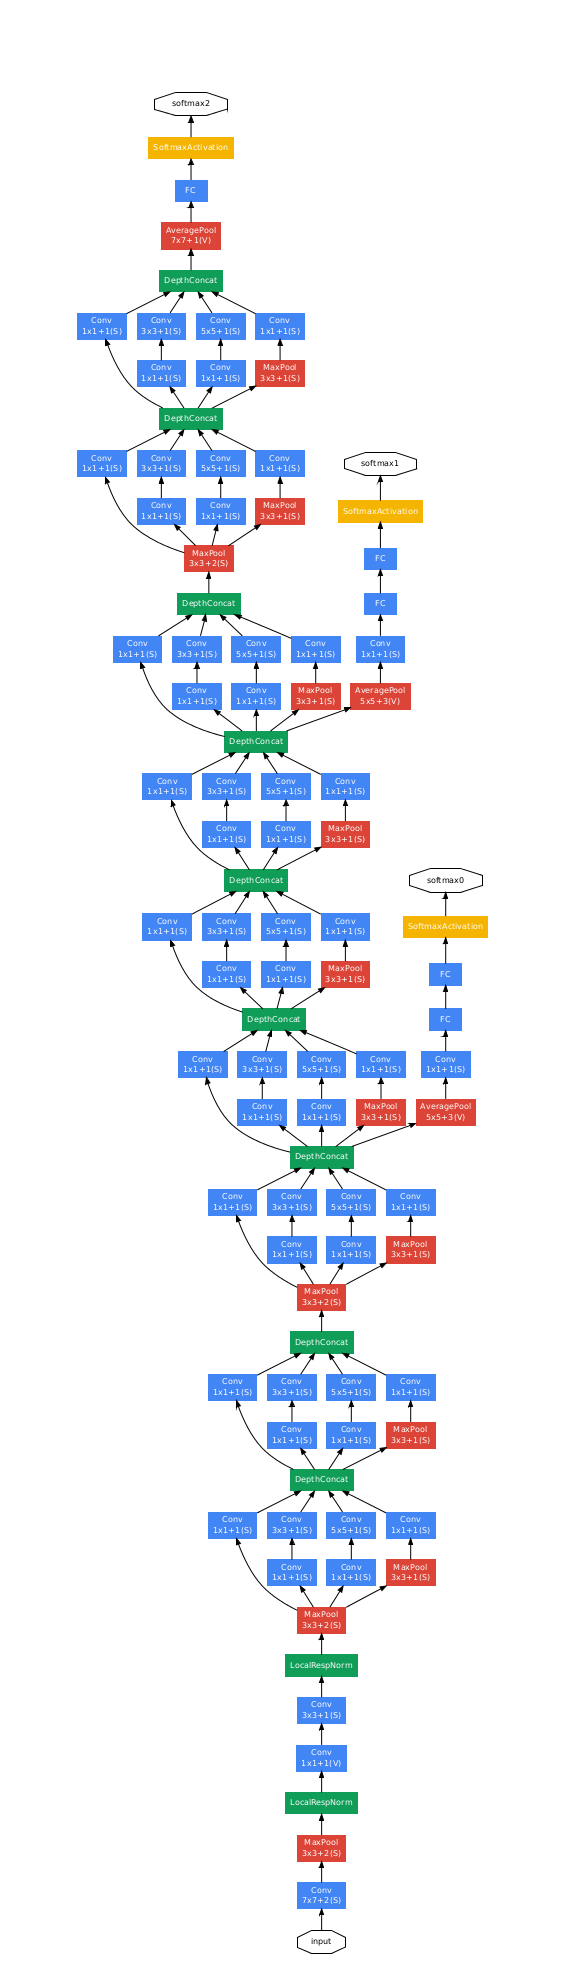 softmax2
SoftmaxActivation
FC
AveragePool
7x7+1(V)
DepthConcat
Conv Conv Conv Conv
1x1+1(S) 3x3+1(S) 5x5+1(S) 1x1+1(S)
Conv Conv MaxPool
1x1+1(S) 1x1+1(S) 3x3+1(S)
DepthConcat
Conv Conv Conv Conv
1x1+1(S) 3x3+1(S) 5x5+1(S) 1x1+1(S)
softmax1
Conv Conv MaxPool
1x1+1(S) 1x1+1(S) 3x3+1(S)
SoftmaxActivation
MaxPool
3x3+2(S)
FC
DepthConcat
FC
Conv Conv Conv Conv Conv
1x1+1(S) 3x3+1(S) 5x5+1(S) 1x1+1(S) 1x1+1(S)
Conv Conv MaxPool AveragePool
1x1+1(S) 1x1+1(S) 3x3+1(S) 5x5+3(V)
DepthConcat
Conv Conv Conv Conv
1x1+1(S) 3x3+1(S) 5x5+1(S) 1x1+1(S)
Conv Conv MaxPool
1x1+1(S) 1x1+1(S) 3x3+1(S)
DepthConcat
softmax0
Conv Conv Conv Conv
1x1+1(S) 3x3+1(S) 5x5+1(S) 1x1+1(S)
SoftmaxActivation
Conv Conv MaxPool
1x1+1(S) 1x1+1(S) 3x3+1(S)
FC
DepthConcat
FC
Conv Conv Conv Conv Conv
1x1+1(S) 3x3+1(S) 5x5+1(S) 1x1+1(S) 1x1+1(S)
Conv Conv MaxPool AveragePool
1x1+1(S) 1x1+1(S) 3x3+1(S) 5x5+3(V)
DepthConcat
Conv Conv Conv Conv
1x1+1(S) 3x3+1(S) 5x5+1(S) 1x1+1(S)
Conv Conv MaxPool
1x1+1(S) 1x1+1(S) 3x3+1(S)
MaxPool
3x3+2(S)
DepthConcat
Conv Conv Conv Conv
1x1+1(S) 3x3+1(S) 5x5+1(S) 1x1+1(S)
Conv Conv MaxPool
1x1+1(S) 1x1+1(S) 3x3+1(S)
DepthConcat
Conv Conv Conv Conv
1x1+1(S) 3x3+1(S) 5x5+1(S) 1x1+1(S)
Conv Conv MaxPool
1x1+1(S) 1x1+1(S) 3x3+1(S)
MaxPool
3x3+2(S)
LocalRespNorm
Conv
3x3+1(S)
Conv
1x1+1(V)
LocalRespNorm
MaxPool
3x3+2(S)
Conv
7x7+2(S)
input